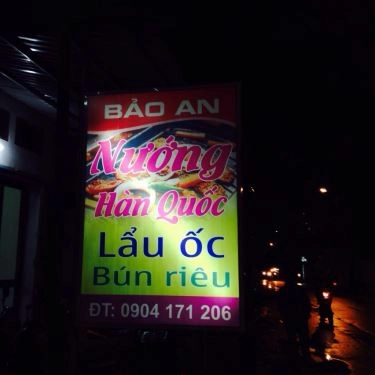 BẢO AN
Nướng
Hàn Quốc
Lẩu ốc
Bún riêu
ĐT: 0904 171 206